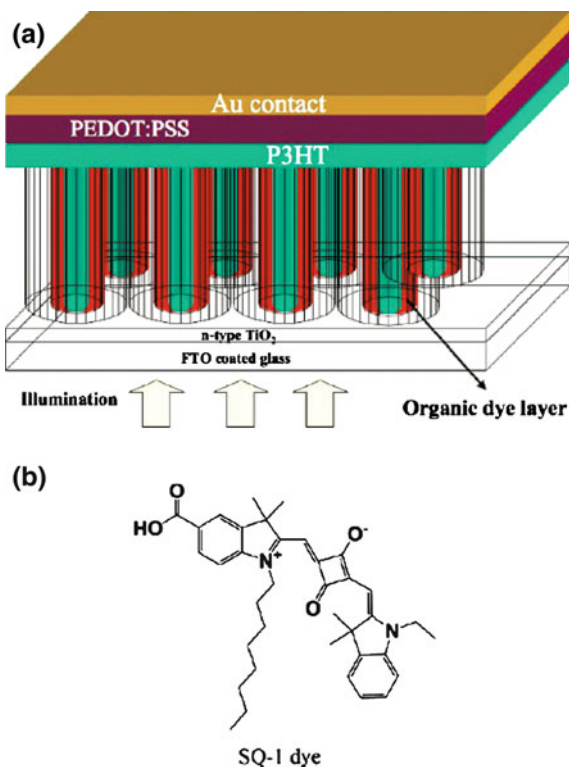 (a)
Au contact
PEDOT:PSS
P3HT
n-type TiO₂
FTO coated glass
Illumination
Organic dye layer
(b)
O
HO
N⁺
O⁻
O
N
SQ-1 dye